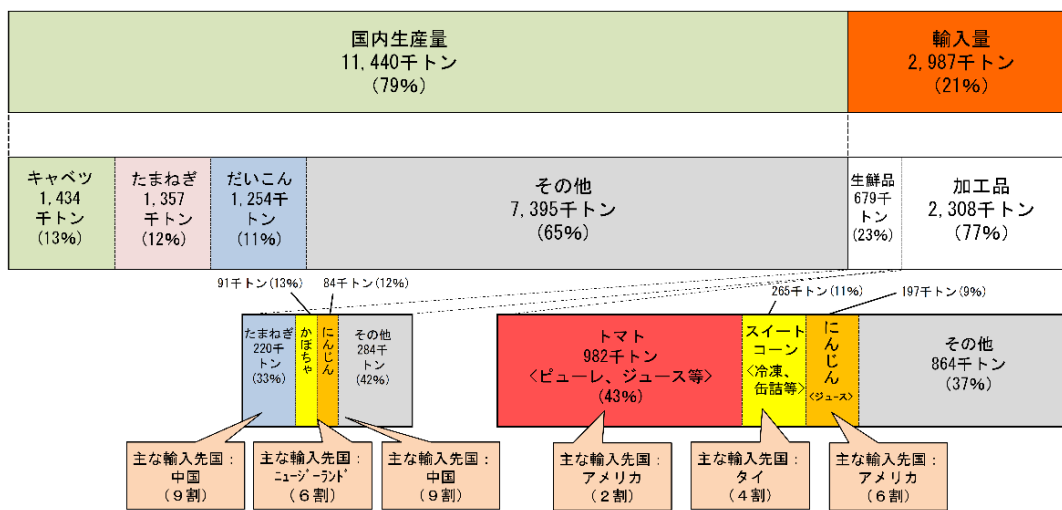 国内生産量
11,440千トン
(79%)
輸入量
2,987千トン
(21%)
キャベツ
1,434
千トン
(13%)
たまねぎ
1,357
千トン
(12%)
だいこん
1,254千
トン
(11%)
その他
7,395千トン
(65%)
生鮮品
679千
トン
(23%)
加工品
2,308千トン
(77%)
91千トン(13%)
84千トン(12%)
265千トン(11%)
197千トン(9%)
たまねぎ
220千
トン
(33%)
かぼちゃ
にんじん
その他
284千
トン
(42%)
トマト
982千トン
<ピューレ、ジュース等>
(43%)
スイート
コーン
<冷凍、
缶詰等>
にんじん
<ジュース>
その他
864千トン
(37%)
主な輸入先国:
中国
(9割)
主な輸入先国:
ニュージーランド
(6割)
主な輸入先国:
中国
(9割)
主な輸入先国:
アメリカ
(2割)
主な輸入先国:
タイ
(4割)
主な輸入先国:
アメリカ
(6割)